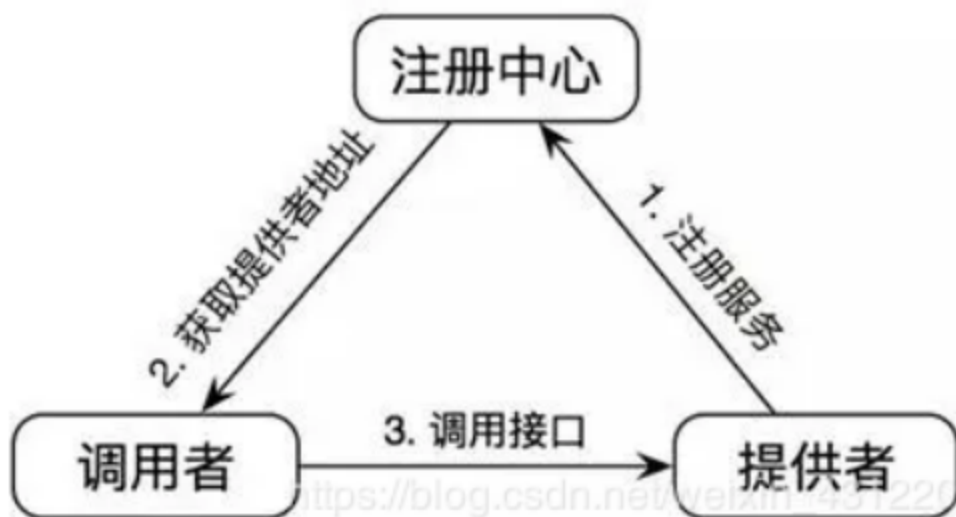 注册中心
2. 获取提供者地址
1. 注册服务
3. 调用接口
调用者
提供者
https://blog.csdn.net/weixin_431220